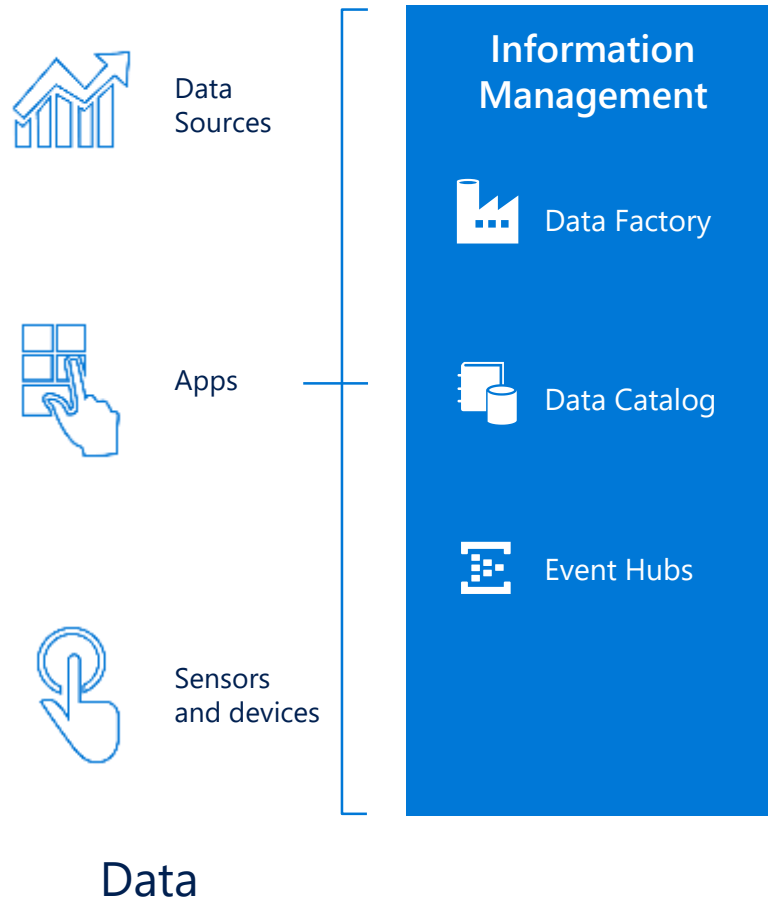 Data
Sources
Apps
Sensors
and devices
Data
Information
Management
Data Factory
Data Catalog
Event Hubs